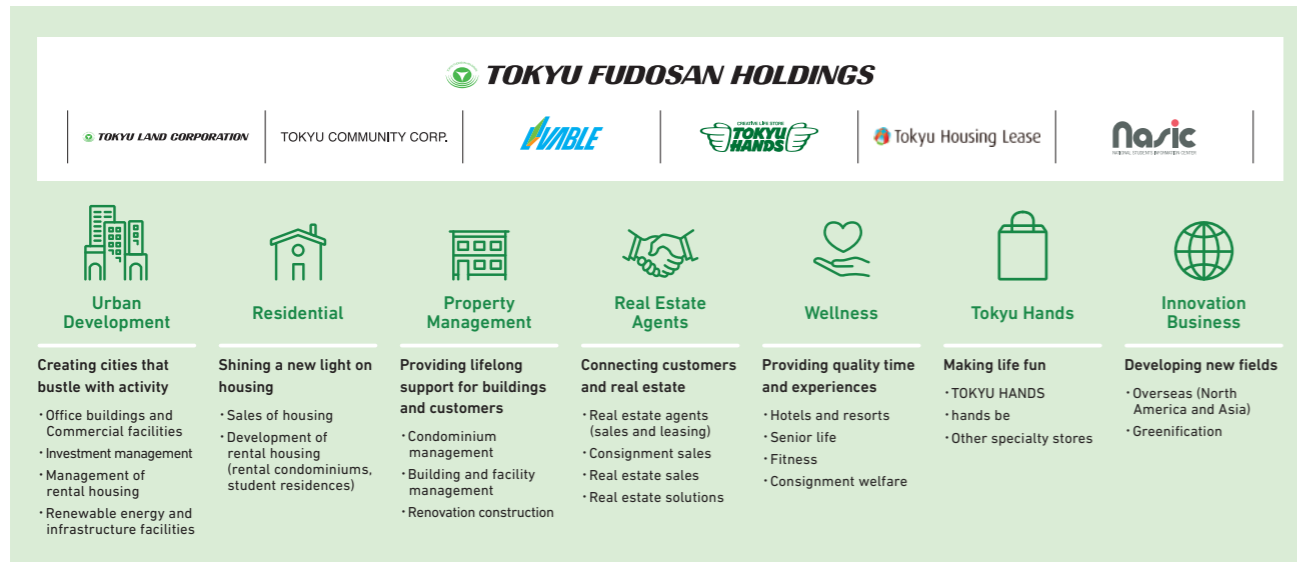 TOKYU FUDOSAN HOLDINGS
TOKYU LAND CORPORATION
TOKYU COMMUNITY CORP.
LIVABLE
CREATIVE LIFE STORE
TOKYU
HANDS
Tokyu Housing Lease
nasic
NATIONAL STUDENTS INFORMATION CENTER
Urban
Development
Creating cities that
bustle with activity
・Office buildings and
Commercial facilities
・Investment management
・Management of
rental housing
・Renewable energy and
infrastructure facilities
Residential
Shining a new light on
housing
・Sales of housing
・Development of
rental housing
(rental condominiums,
student residences)
Property
Management
Providing lifelong
support for buildings
and customers
・Condominium
management
・Building and facility
management
・Renovation construction
Real Estate
Agents
Connecting customers
and real estate
・Real estate agents
(sales and leasing)
・Consignment sales
・Real estate sales
・Real estate solutions
Wellness
Providing quality time
and experiences
・Hotels and resorts
・Senior life
・Fitness
・Consignment welfare
Tokyu Hands
Making life fun
・TOKYU HANDS
・hands be
・Other specialty stores
Innovation
Business
Developing new fields
・Overseas (North
America and Asia)
・Greenification